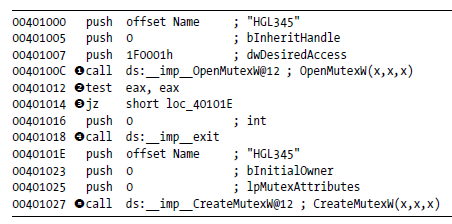 00401000 push offset Name ; "HGL345"
00401005 push 0 ; bInheritHandle
00401007 push 1F0001h ; dwDesiredAccess
0040100C ❶call ds:__imp__OpenMutexW@12 ; OpenMutexW(x,x,x)
00401012 ❷test eax, eax
00401014 ❸jz short loc_40101E
00401016 push 0 ; int
00401018 ❹call ds:__imp__exit
0040101E push offset Name ; "HGL345"
00401023 push 0 ; bInitialOwner
00401025 push 0 ; lpMutexAttributes
00401027 ❺call ds:__imp__CreateMutexW@12 ; CreateMutexW(x,x,x)